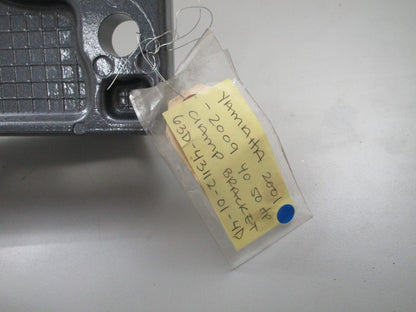 YAMAHA 2001
-2009 40 50 HP
CLAMP BRACKET
63D-43112-01-4D